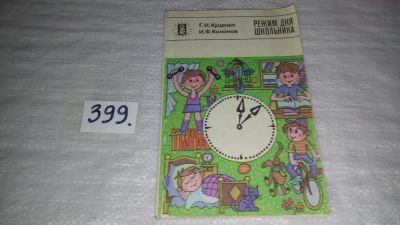 Г. И. Куценко
И. Ф. Кононов
РЕЖИМ ДНЯ
ШКОЛЬНИКА
399.